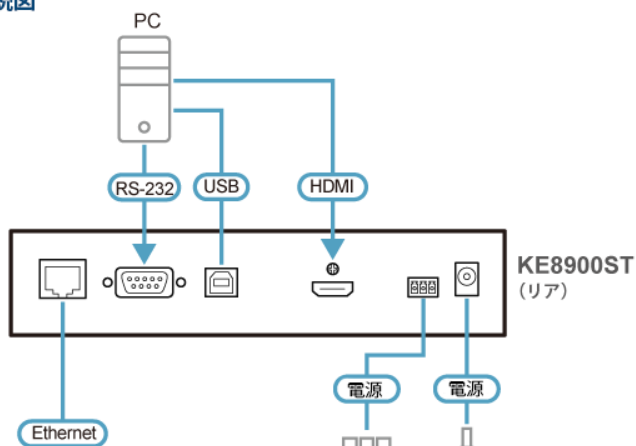 続図
PC
RS-232
USB
HDMI
KE8900ST
（リア）
電源
電源
Ethernet